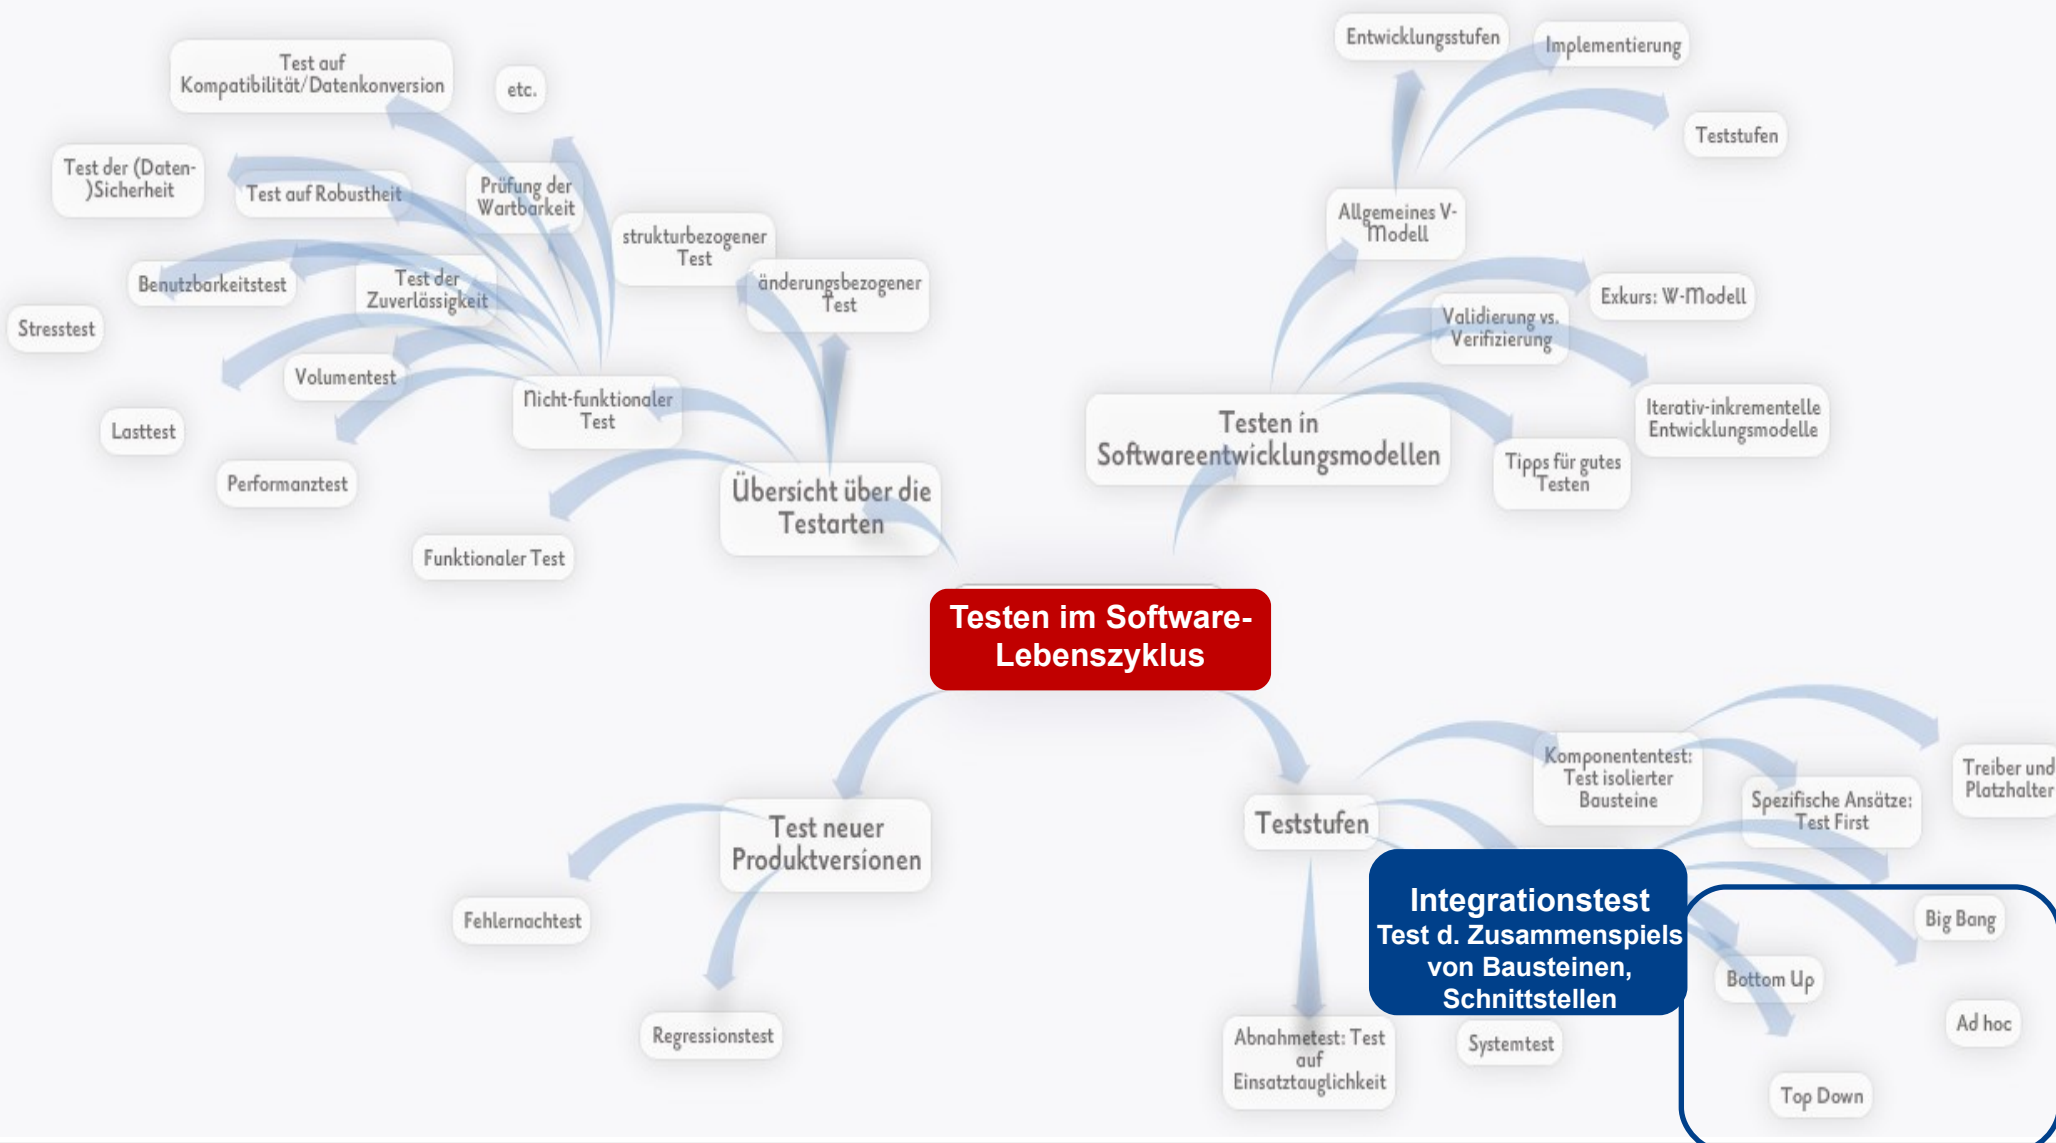 Test auf
Kompatibilität/Datenkonversion
etc.
Test der (Daten-
)Sicherheit
Test auf Robustheit
Prüfung der
Wartbarkeit
strukturbezogener
Test
änderungsbezogener
Test
Benutzbarkeitstest
Test der
Zuverlässigkeit
Stresstest
Volumentest
Nicht-funktionaler
Test
Lasttest
Performanztest
Übersicht über die
Testarten
Funktionaler Test
Entwicklungsstufen
Implementierung
Teststufen
Allgemeines V-
Modell
Exkurs: W-Modell
Validierung vs.
Verifizierung
Iterativ-inkrementelle
Entwicklungsmodelle
Testen in
Softwareentwicklungsmodellen
Tipps für gutes
Testen
Testen im Software-
Lebenszyklus
Test neuer
Produktversionen
Fehlernachtest
Regressionstest
Teststufen
Komponententest:
Test isolierter
Bausteine
Spezifische Ansätze:
Test First
Treiber und
Platzhalter
Integrationstest
Test d. Zusammenspiels
von Bausteinen,
Schnittstellen
Big Bang
Bottom Up
Ad hoc
Top Down
Abnahmetest: Test
auf
Einsatztauglichkeit
Systemtest